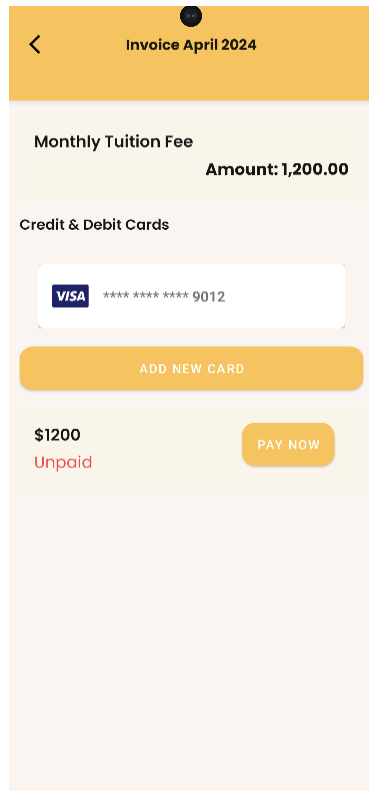 Invoice April 2024
Monthly Tuition Fee
Amount: 1,200.00
Credit & Debit Cards
VISA **** **** **** 9012
ADD NEW CARD
$1200
PAY NOW
Unpaid